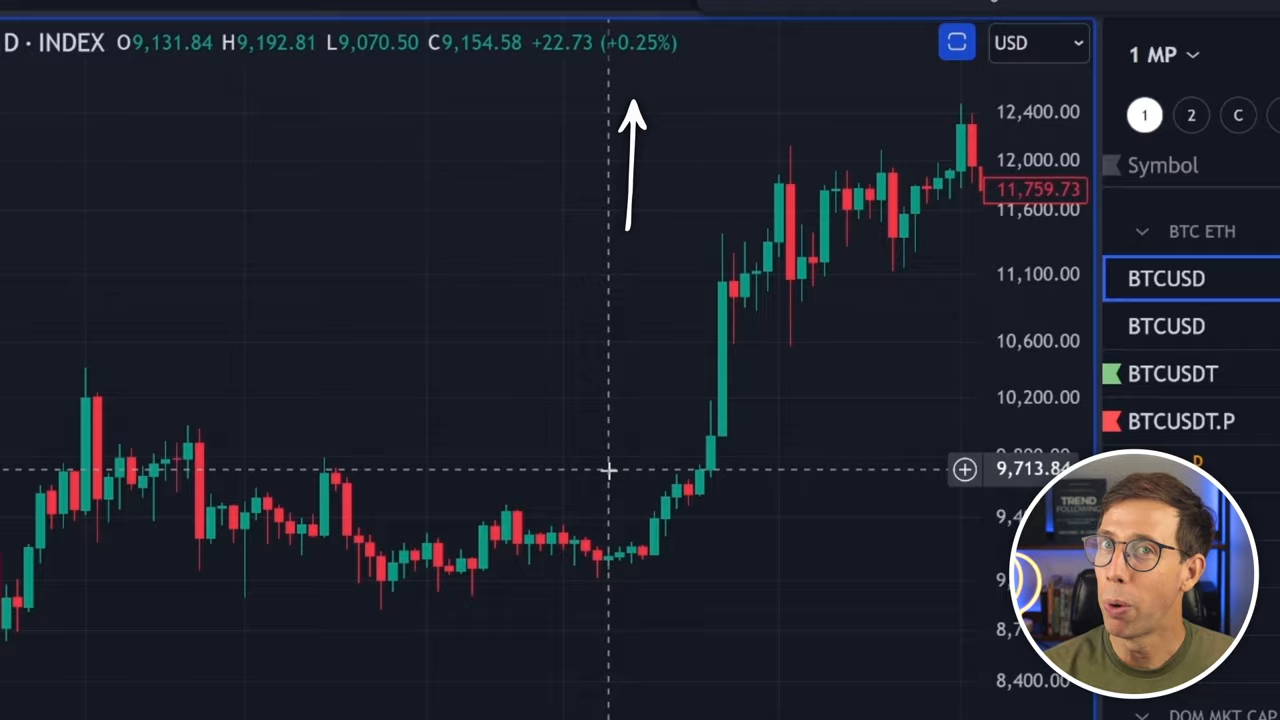 D · INDEX O9,131.84 H9,192.81 L9,070.50 C9,154.58 +22.73 (+0.25%)
USD
1 MP
12,400.00
1 2 C
12,000.00
Symbol
11,759.73
11,600.00
BTC ETH
11,100.00
BTCUSD
BTCUSD
10,600.00
BTCUSDT
10,200.00
BTCUSDT.P
9,713.84
D
TREND
FOLLOWING
8,400.00
DOM MKT CAP